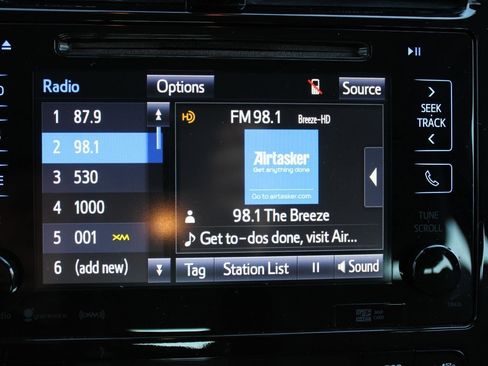 Radio
Options
Source
1 87.9
2 98.1
3 530
4 1000
5 001 XM
6 (add new)
HD
FM 98.1 Breeze-HD
Airtasker
Get anything done
Go to airtasker.com
98.1 The Breeze
Get to-dos done, visit Air...
Tag
Station List
Sound
SEEK
TRACK
TUNE
SCROLL